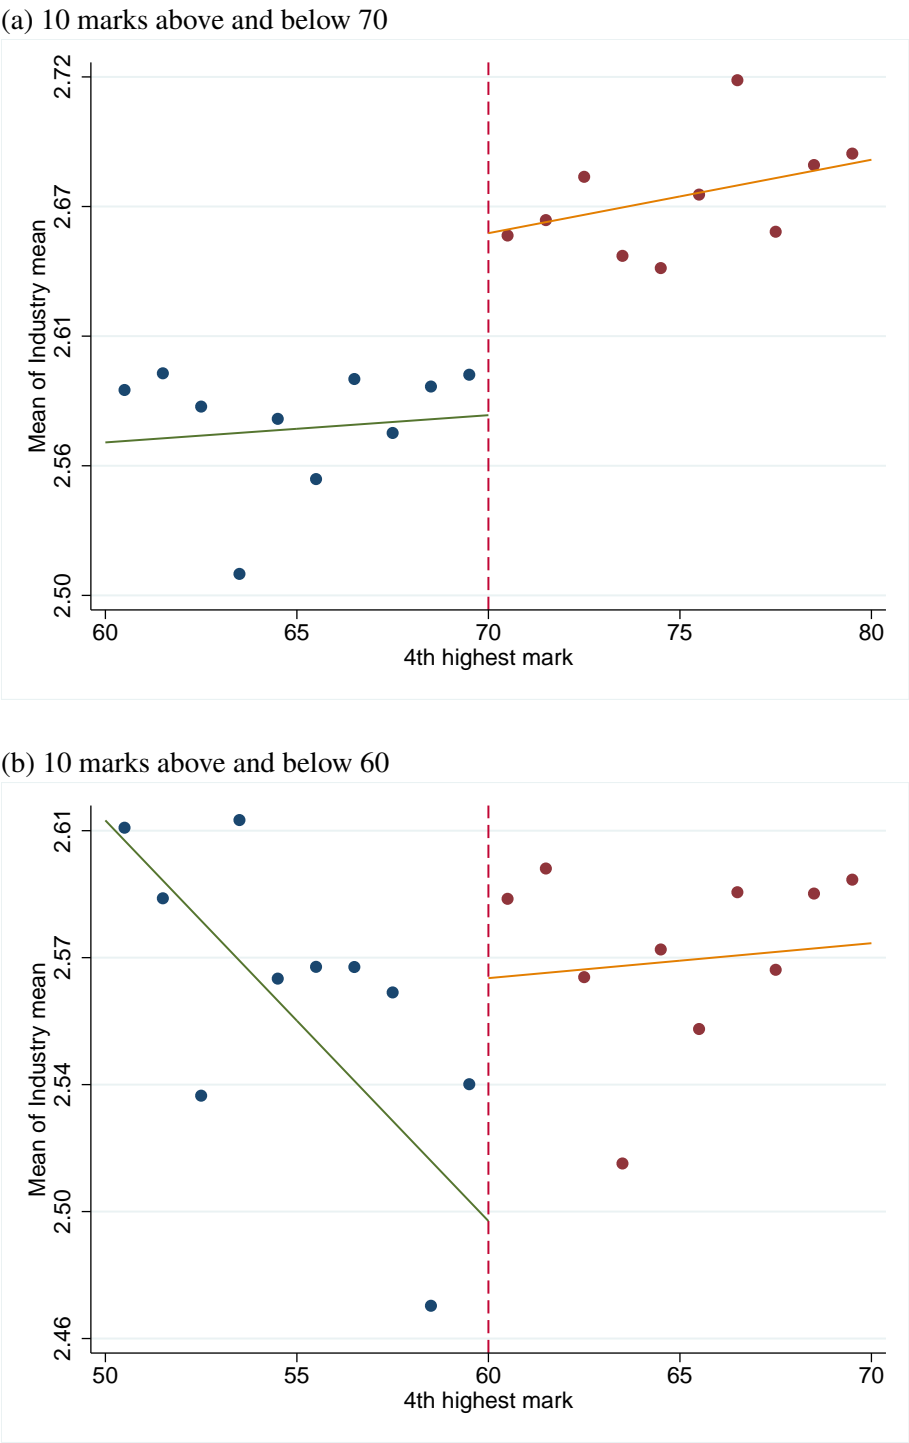 (a) 10 marks above and below 70
2.72
2.67
2.61
2.56
2.50
Mean of Industry mean
60 65 70 75 80
4th highest mark
(b) 10 marks above and below 60
2.61
2.57
2.54
2.50
2.46
Mean of Industry mean
50 55 60 65 70
4th highest mark